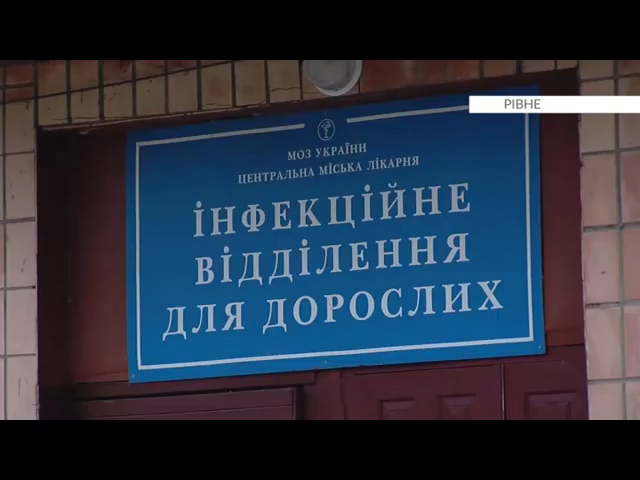 РІВНЕ
МОЗ УКРАЇНИ
ЦЕНТРАЛЬНА МІСЬКА ЛІКАРНЯ
ІНФЕКЦІЙНЕ
ВІДДІЛЕННЯ
ДЛЯ ДОРОСЛИХ